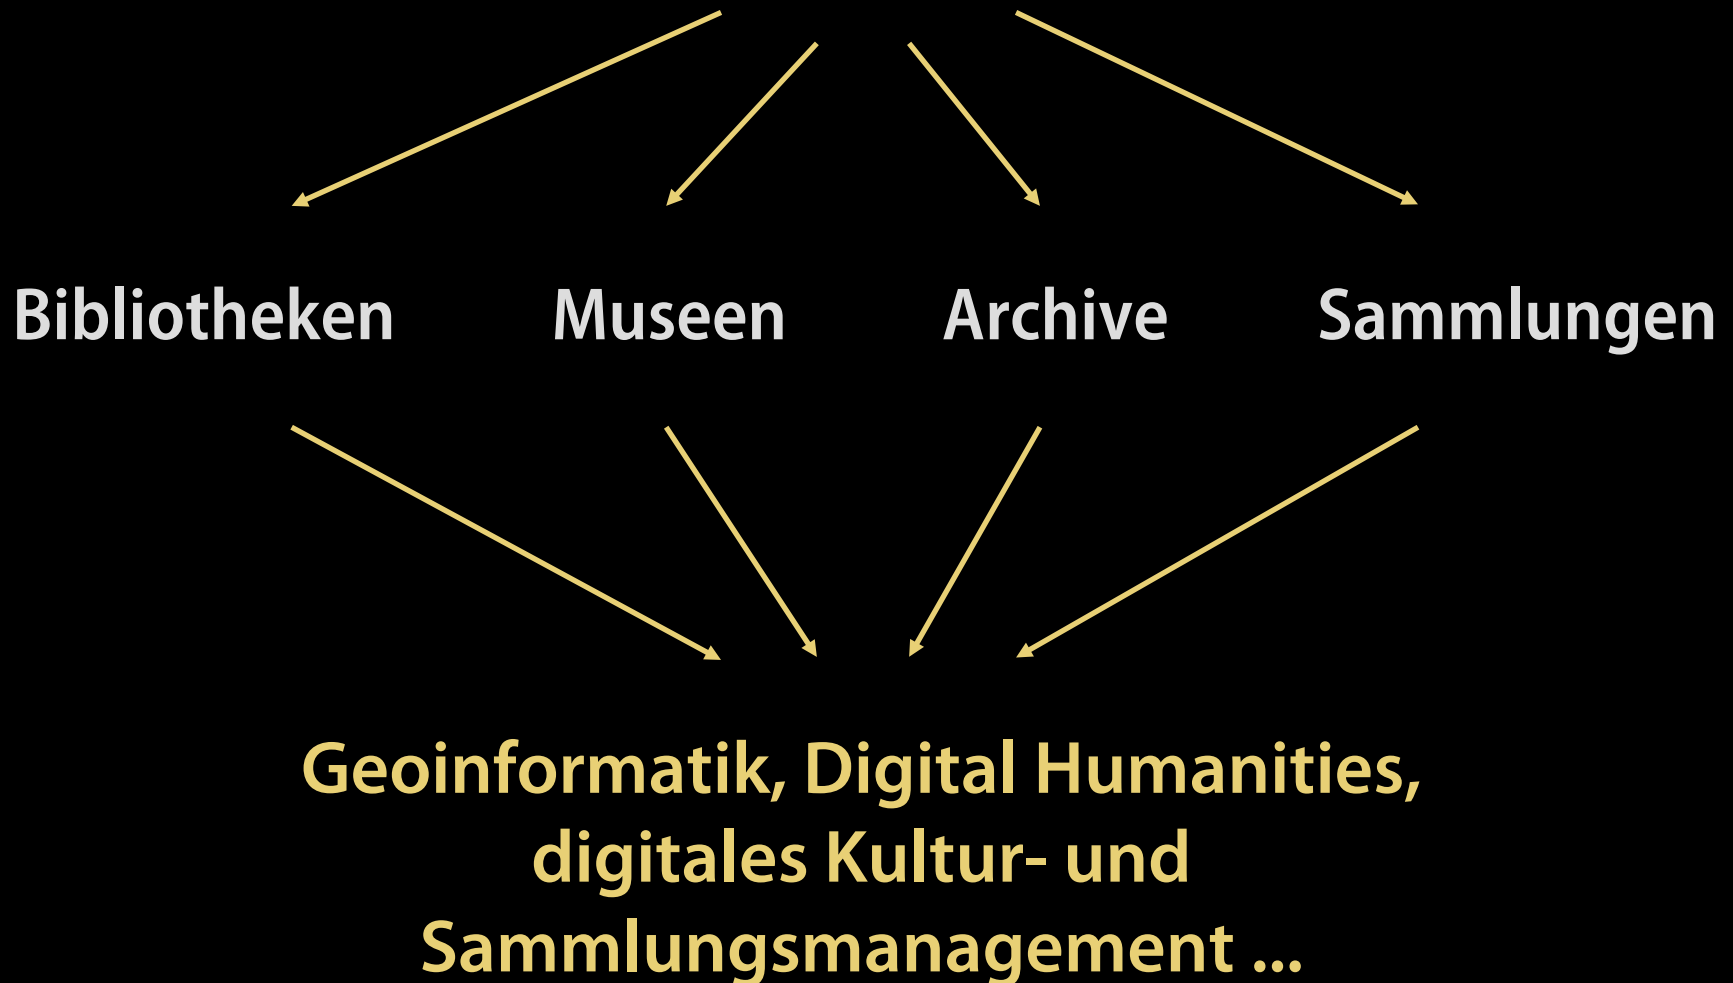 Bibliotheken Museen Archive Sammlungen
Geoinformatik, Digital Humanities,
digitales Kultur- und
Sammlungsmanagement ...